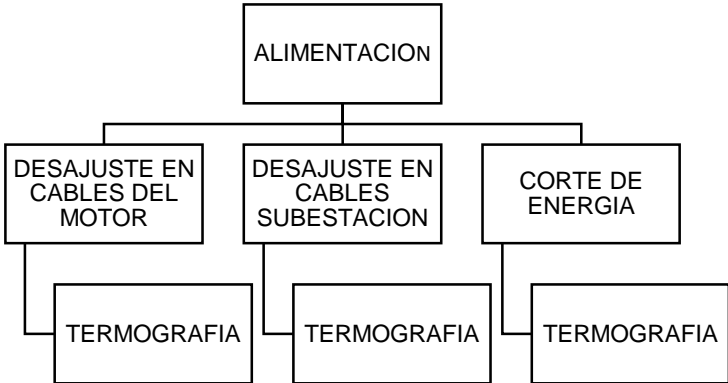 ALIMENTACION
DESAJUSTE EN
CABLES DEL
MOTOR
DESAJUSTE EN
CABLES
SUBESTACION
CORTE DE
ENERGIA
TERMOGRAFIA
TERMOGRAFIA
TERMOGRAFIA